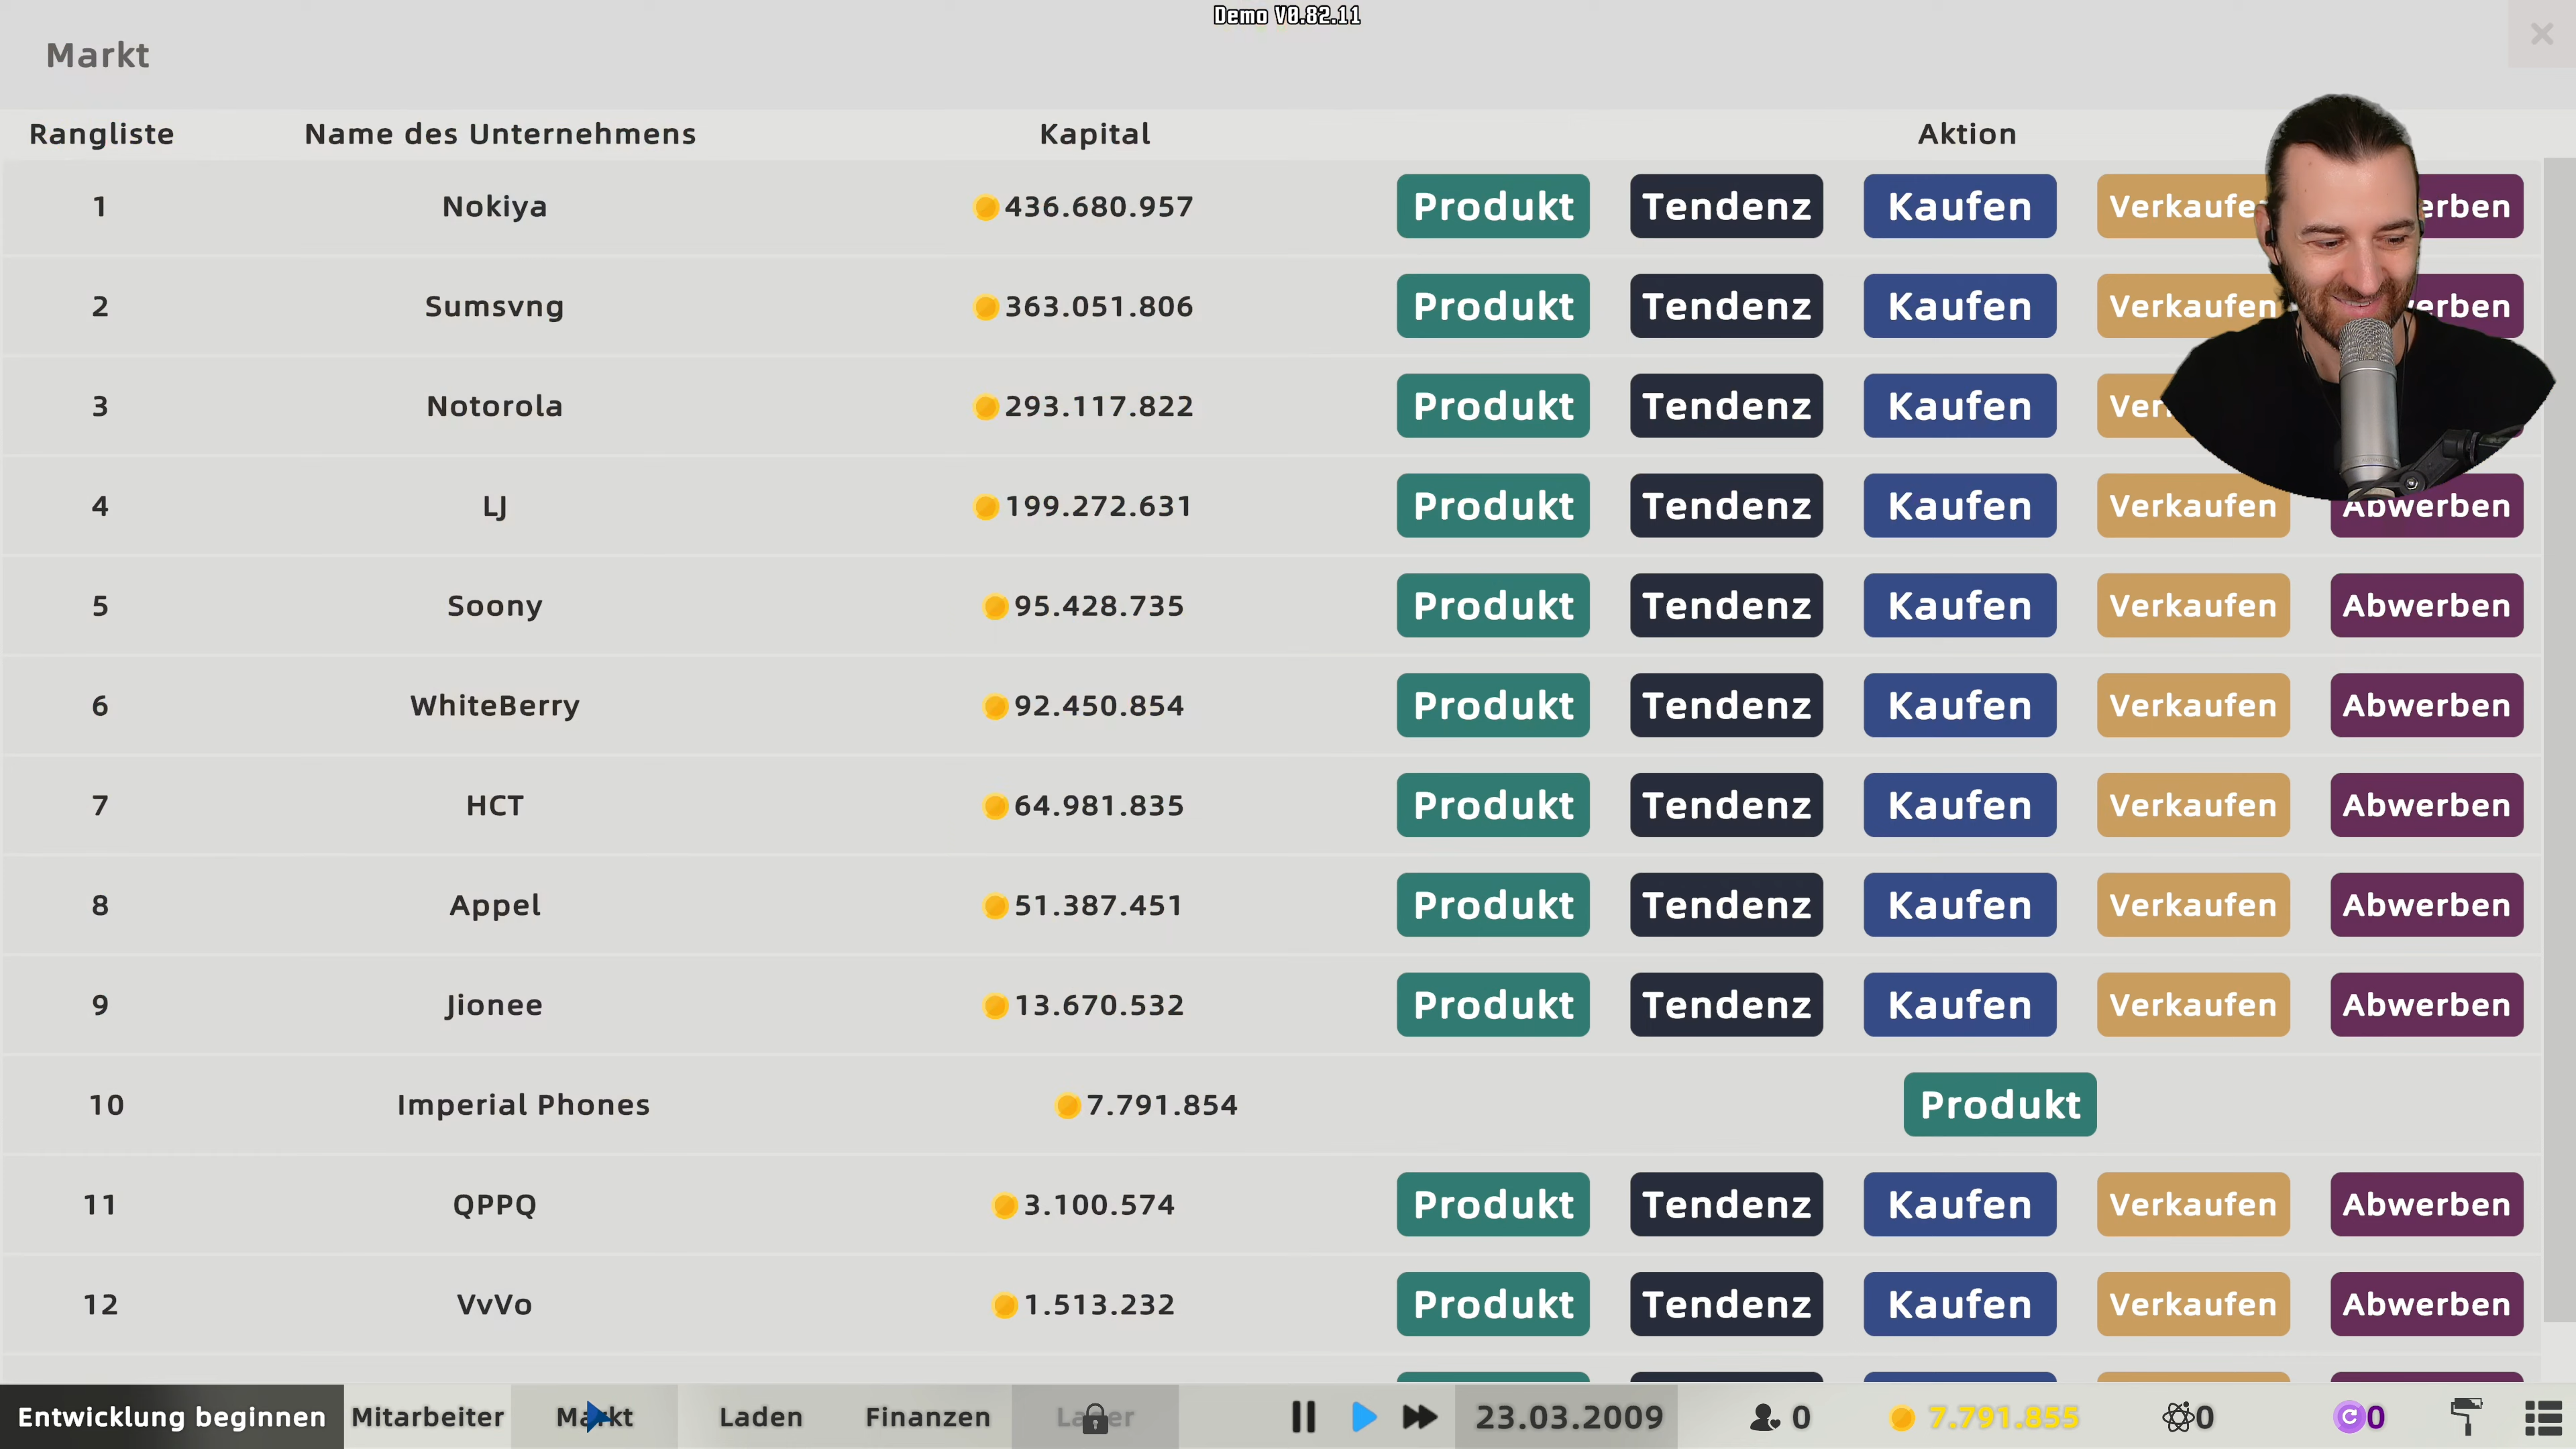 Demo V0.82.11
Markt
Rangliste Name des Unternehmens Kapital Aktion
1 Nokiya 436.680.957 Produkt Tendenz Kaufen Verkaufe erben
2 Sumsvng 363.051.806 Produkt Tendenz Kaufen Verkaufen erben
3 Notorola 293.117.822 Produkt Tendenz Kaufen Ver
4 LJ 199.272.631 Produkt Tendenz Kaufen Verkaufen Abwerben
5 Soony 95.428.735 Produkt Tendenz Kaufen Verkaufen Abwerben
6 WhiteBerry 92.450.854 Produkt Tendenz Kaufen Verkaufen Abwerben
7 HCT 64.981.835 Produkt Tendenz Kaufen Verkaufen Abwerben
8 Appel 51.387.451 Produkt Tendenz Kaufen Verkaufen Abwerben
9 Jionee 13.670.532 Produkt Tendenz Kaufen Verkaufen Abwerben
10 Imperial Phones 7.791.854 Produkt
11 QPPQ 3.100.574 Produkt Tendenz Kaufen Verkaufen Abwerben
12 VvVo 1.513.232 Produkt Tendenz Kaufen Verkaufen Abwerben
Entwicklung beginnen Mitarbeiter Markt Laden Finanzen Lager 23.03.2009 0 7.791.855 0 0